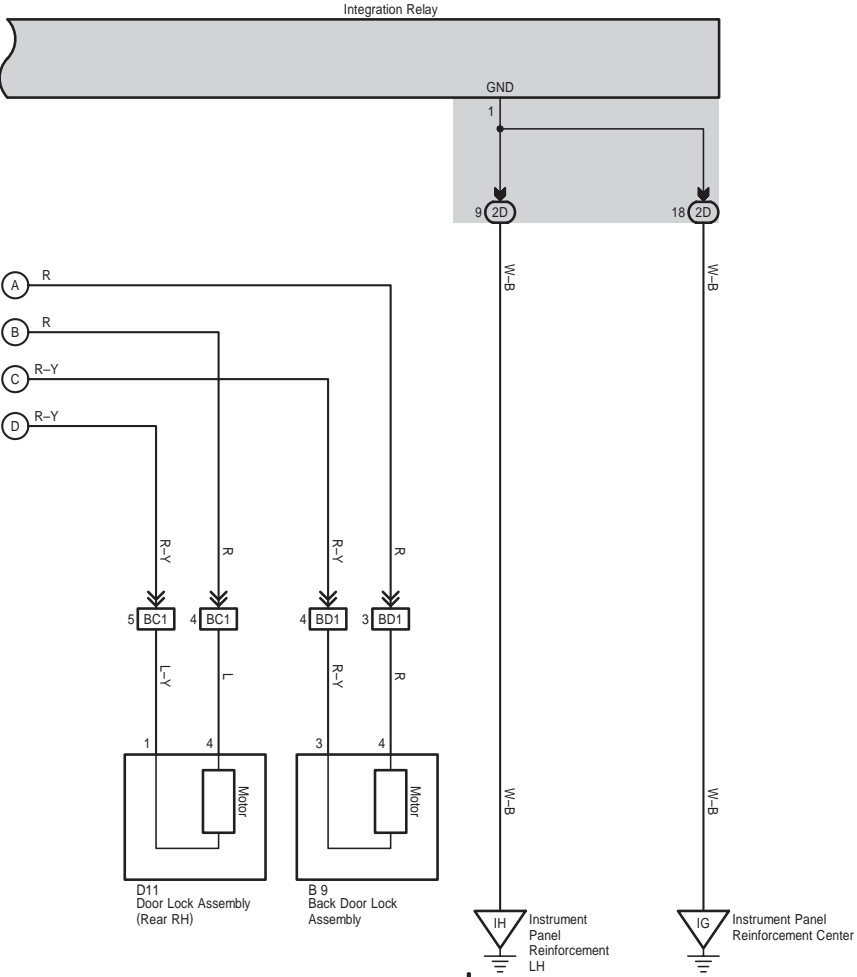 Integration Relay
GND
1
9 2D
18 2D
W–B
W–B
A R
B R
C R–Y
D R–Y
R–Y
R
R–Y
R
5 BC1
4 BC1
4 BD1
3 BD1
L–Y
L
R–Y
R
1
4
3
4
Motor
Motor
W–B
W–B
D11
Door Lock Assembly
(Rear RH)
B 9
Back Door Lock
Assembly
IH
Instrument
Panel
Reinforcement
LH
IG
Instrument Panel
Reinforcement Center